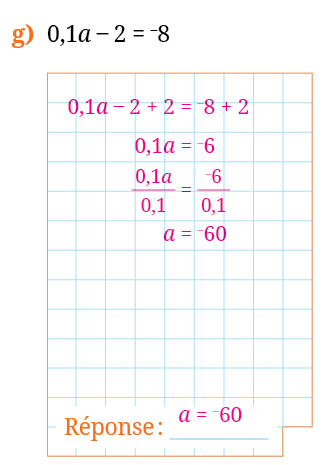 g) 0,1a – 2 = ⁻8
0,1a – 2 + 2 = ⁻8 + 2
0,1a = ⁻6
0,1a/0,1 = ⁻6/0,1
a = ⁻60
Réponse : a = ⁻60